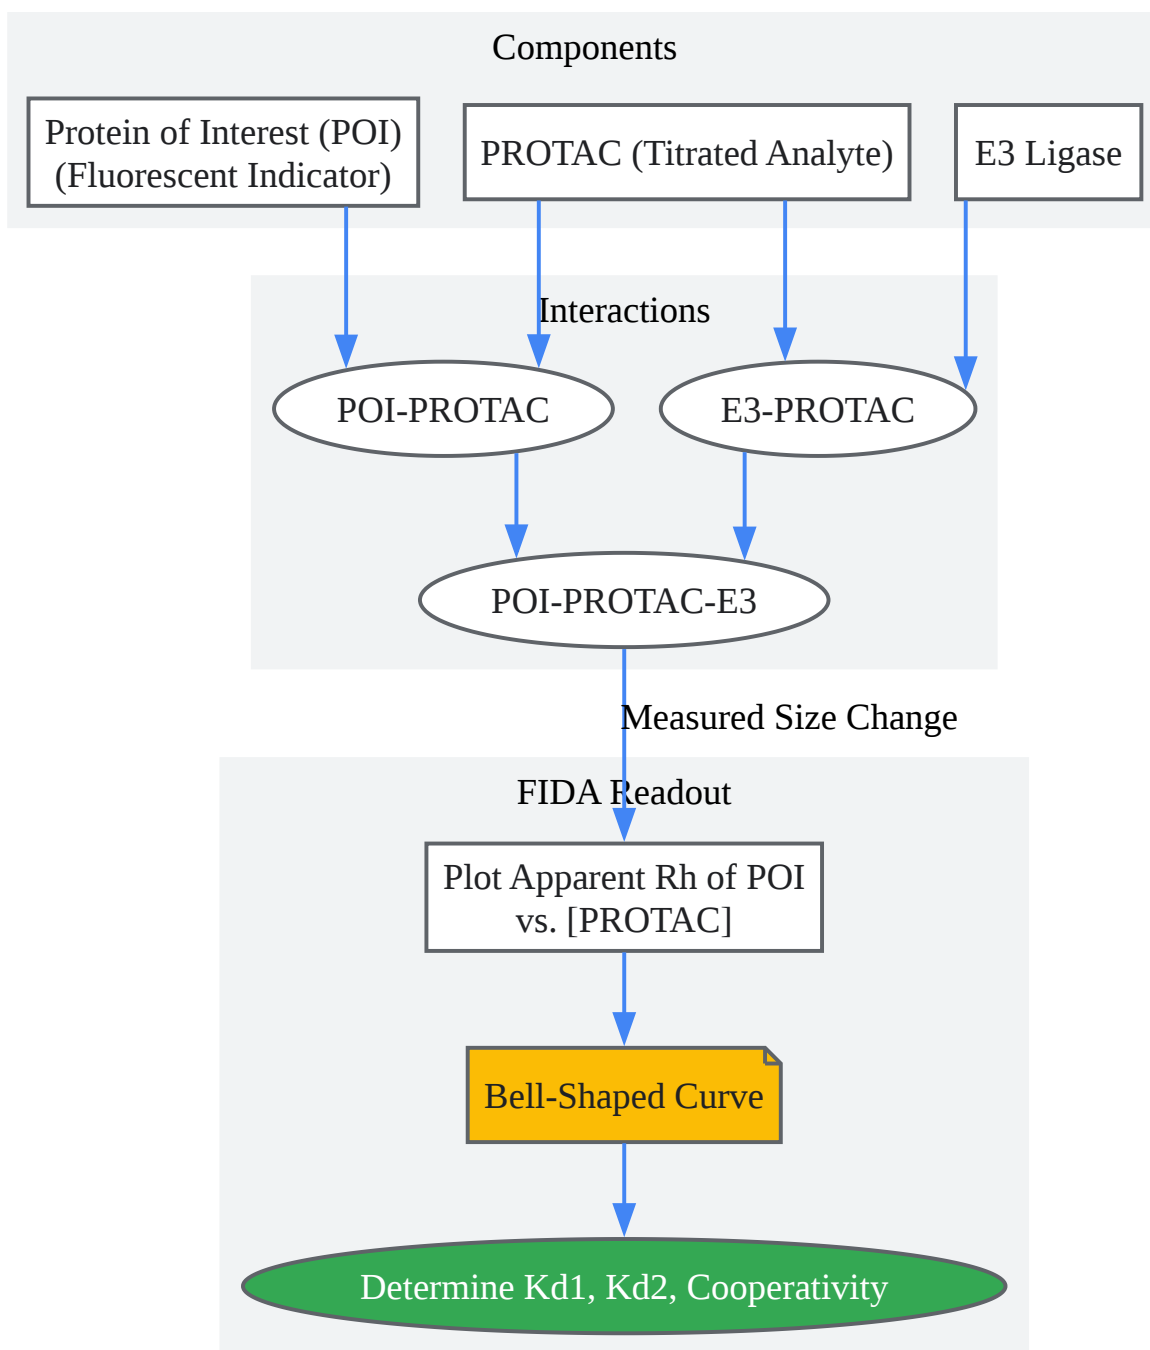 Components
Protein of Interest (POI)
(Fluorescent Indicator)
PROTAC (Titrated Analyte)
E3 Ligase
Interactions
POI-PROTAC
E3-PROTAC
POI-PROTAC-E3
Measured Size Change
FIDA Readout
Plot Apparent Rh of POI
vs. [PROTAC]
Bell-Shaped Curve
Determine Kd1, Kd2, Cooperativity